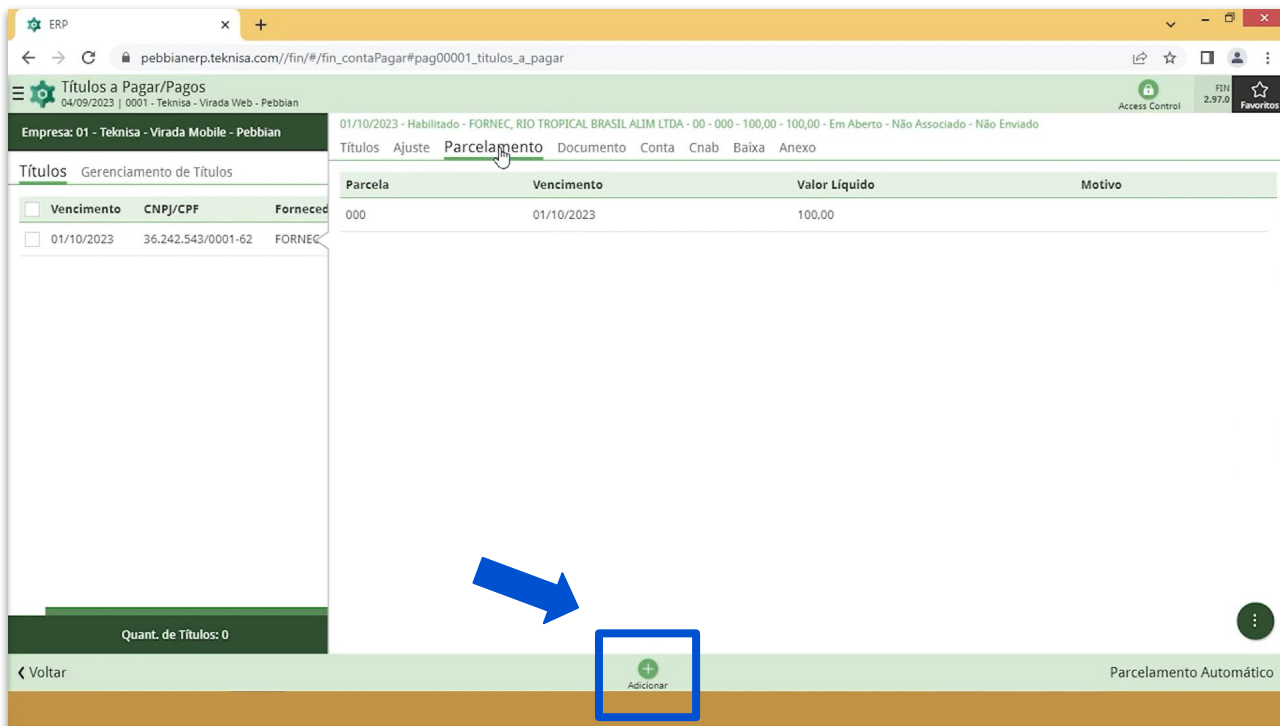 ERP
pebbianerp.teknisa.com//fin/#/fin_contaPagar#pag00001_titulos_a_pagar
Títulos a Pagar/Pagos
04/09/2023 | 0001 - Teknisa - Virada Web - Pebbian
Access Control
FIN
2.97.0
Favoritos
Empresa: 01 - Teknisa - Virada Mobile - Pebbian
01/10/2023 - Habilitado - FORNEC, RIO TROPICAL BRASIL ALIM LTDA - 00 - 000 - 100,00 - 100,00 - Em Aberto - Não Associado - Não Enviado
Títulos Ajuste Parcelamento Documento Conta Cnab Baixa Anexo
Títulos Gerenciamento de Títulos
Parcela Vencimento Valor Líquido Motivo
Vencimento CNPJ/CPF Forneced
000 01/10/2023 100,00
01/10/2023 36.242.543/0001-62 FORNEC
Quant. de Títulos: 0
Voltar
Adicionar
Parcelamento Automático